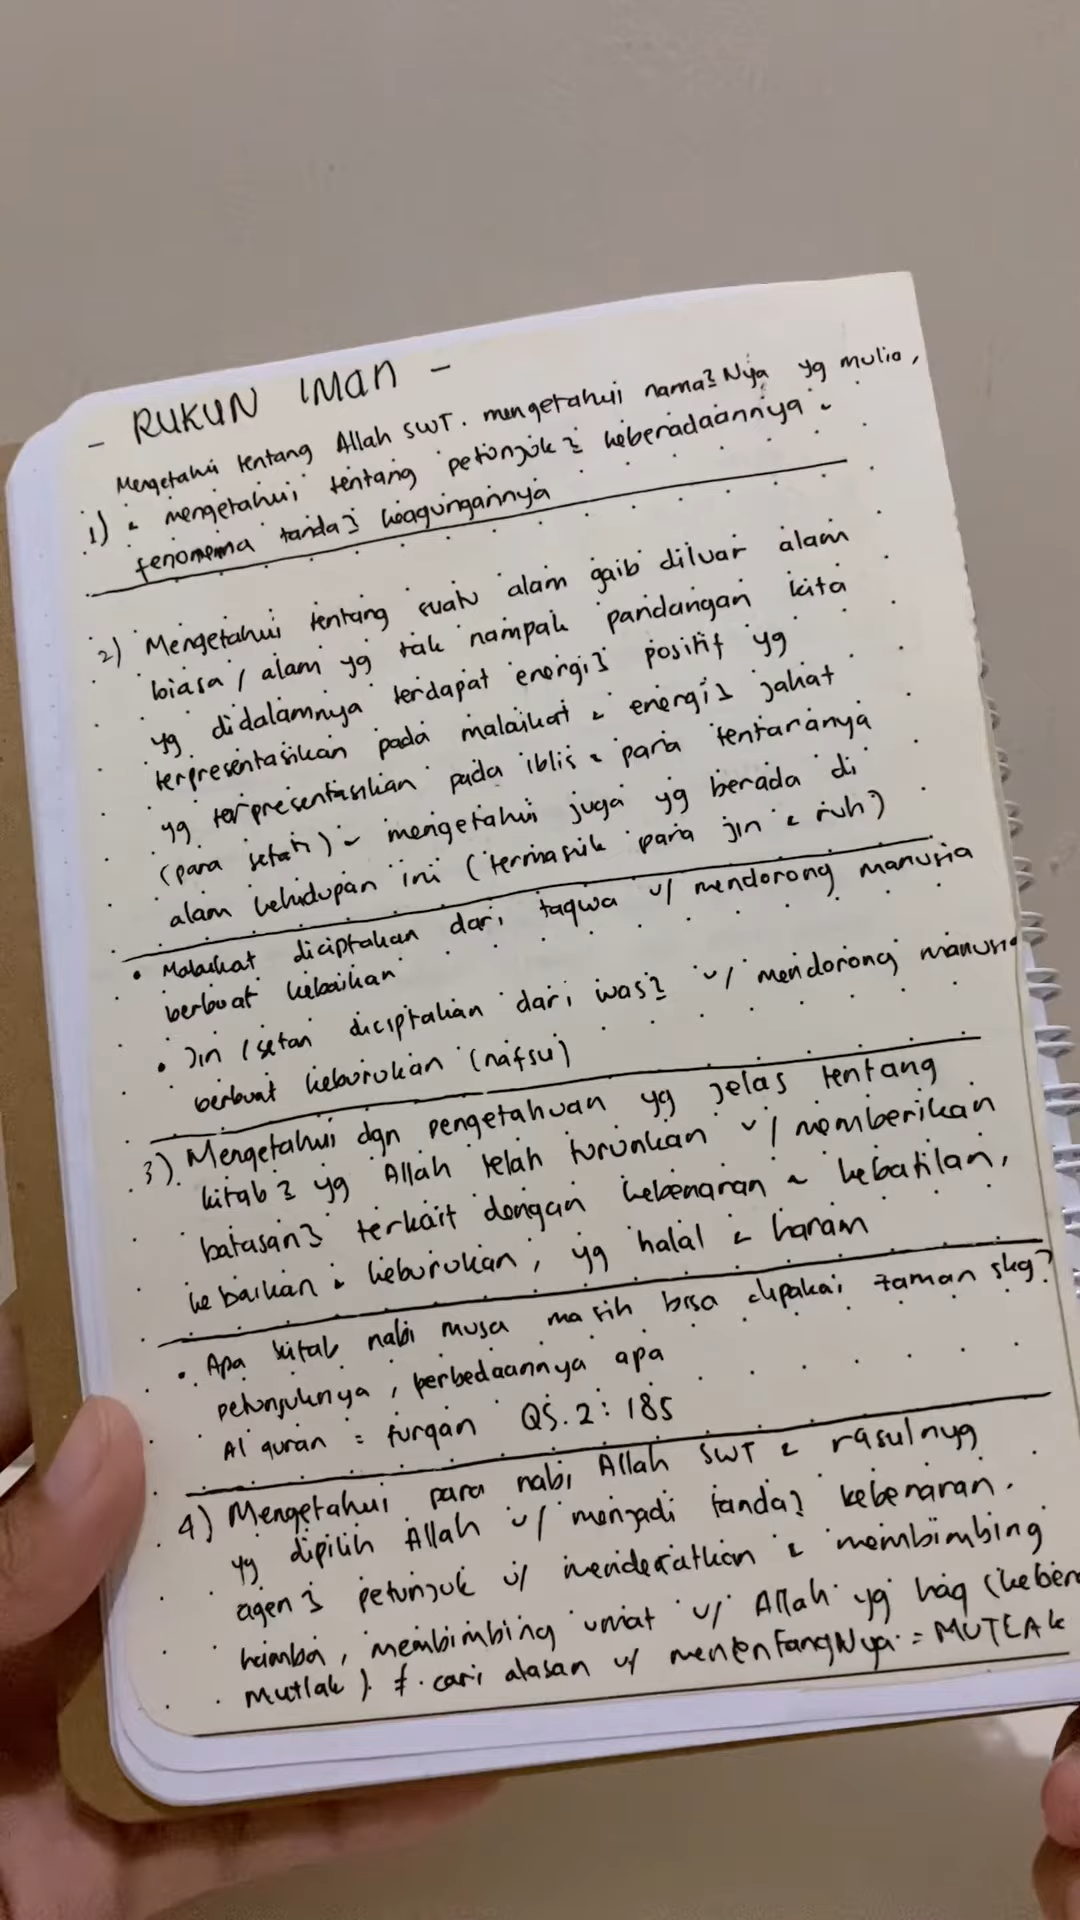 - RUKUN IMAN -
Mengetahui tentang Allah SWT. mengetahui nama2 Nya yg mulia,
1) & mengetahui tentang petunjuk2 keberadaannya &
fenomena tanda2 keagungannya
2) Mengetahui tentang suatu alam gaib diluar alam
biasa / alam yg tak nampak pandangan kita
yg didalamnya terdapat energi2 positif yg
terpresentasikan pada malaikat & energi2 jahat
yg terpresentasikan pada iblis & para tentaranya
(para setan) & mengetahui juga yg berada di
alam kehidupan ini (termasuk para jin & ruh)
• Malaikat diciptakan dari taqwa u/ mendorong manusia
berbuat kebaikan
• Jin / setan diciptakan dari was2 u/ mendorong manusia
berbuat keburukan (nafsu)
3) Mengetahui dgn pengetahuan yg jelas tentang
kitab2 yg Allah telah turunkan u/ memberikan
batasan2 terkait dengan kebenaran & kebatilan,
kebaikan & keburukan, yg halal & haram
• Apa kitab nabi musa masih bisa dipakai zaman skg?
petunjuknya, perbedaannya apa
Al quran = furqan QS. 2: 185
4) Mengetahui para nabi Allah SWT & rasulnya
yg dipilih Allah u/ menjadi tanda2 kebenaran.
agen2 petunjuk u/ menderatkan & membimbing
hamba, membimbing umat u/ Allah yg haq (keben
mutlak). ≠. cari alasan u/ menentangNya = MUTLAK